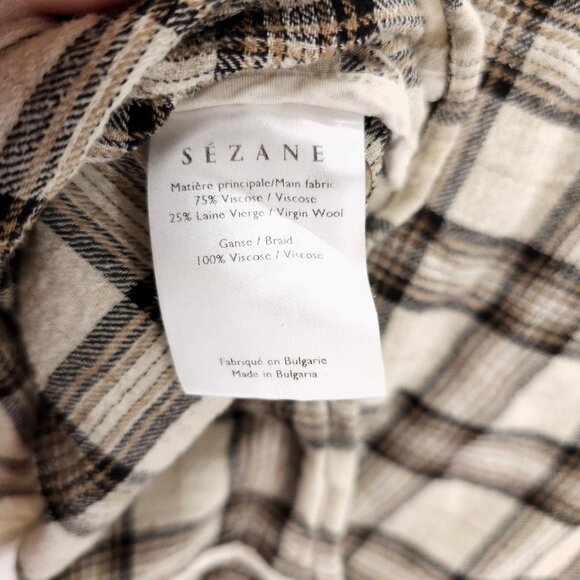 SÉZANE
Matière principale/Main fabric
75% Viscose / Viscose
25% Laine Vierge / Virgin Wool
Ganse / Braid :
100% Viscose / Viscose
Fabriqué en Bulgarie
Made in Bulgaria